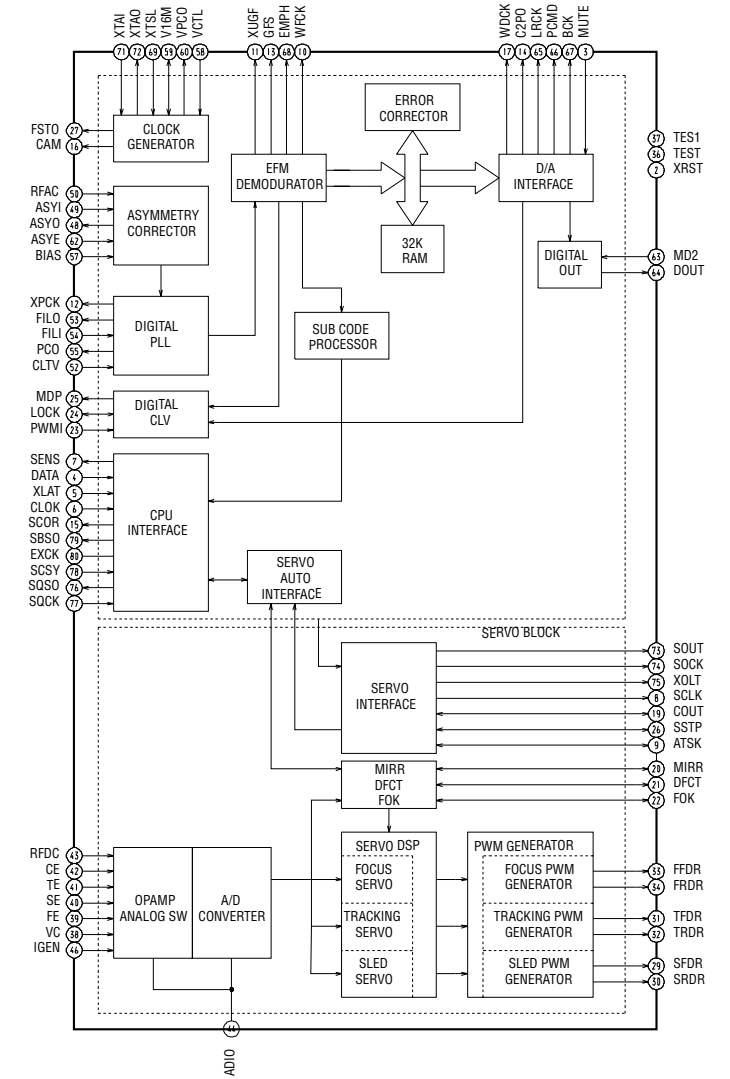 XTAI
XTAO
XTSL
V16M
VPCO
VCTL
XUGF
GFS
EMPH
WFCK
WDCK
C2PO
LRCK
PCMD
BCK
MUTE
71
72
69
59
60
58
11
13
68
10
17
14
65
66
67
3
ERROR
CORRECTOR
FSTO 27
CAM 16
CLOCK
GENERATOR
37 TES1
36 TEST
2 XRST
EFM
DEMODURATOR
D/A
INTERFACE
RFAC 50
ASYI 49
ASYO 48
ASYE 62
BIAS 57
ASYMMETRY
CORRECTOR
32K
RAM
DIGITAL
OUT
63 MD2
64 DOUT
XPCK 12
FILO 53
FILI 54
PCO 55
CLTV 52
DIGITAL
PLL
SUB CODE
PROCESSOR
MDP 25
LOCK 24
PWMI 23
DIGITAL
CLV
SENS 7
DATA 4
XLAT 5
CLOK 6
SCOR 15
SBSO 79
EXCK 80
SCSY 78
SQSO 76
SQCK 77
CPU
INTERFACE
SERVO
AUTO
INTERFACE
SERVO BLOCK
SERVO
INTERFACE
73 SOUT
74 SOCK
75 XOLT
8 SCLK
19 COUT
26 SSTP
9 ATSK
MIRR
DFCT
FOK
20 MIRR
21 DFCT
22 FOK
RFDC 43
CE 42
TE 41
SE 40
FE 39
VC 38
IGEN 46
OPAMP
ANALOG SW
A/D
CONVERTER
SERVO DSP
FOCUS
SERVO
TRACKING
SERVO
SLED
SERVO
PWM GENERATOR
FOCUS PWM
GENERATOR
TRACKING PWM
GENERATOR
SLED PWM
GENERATOR
33 FFDR
34 FRDR
31 TFDR
32 TRDR
29 SFDR
30 SRDR
44
ADIO